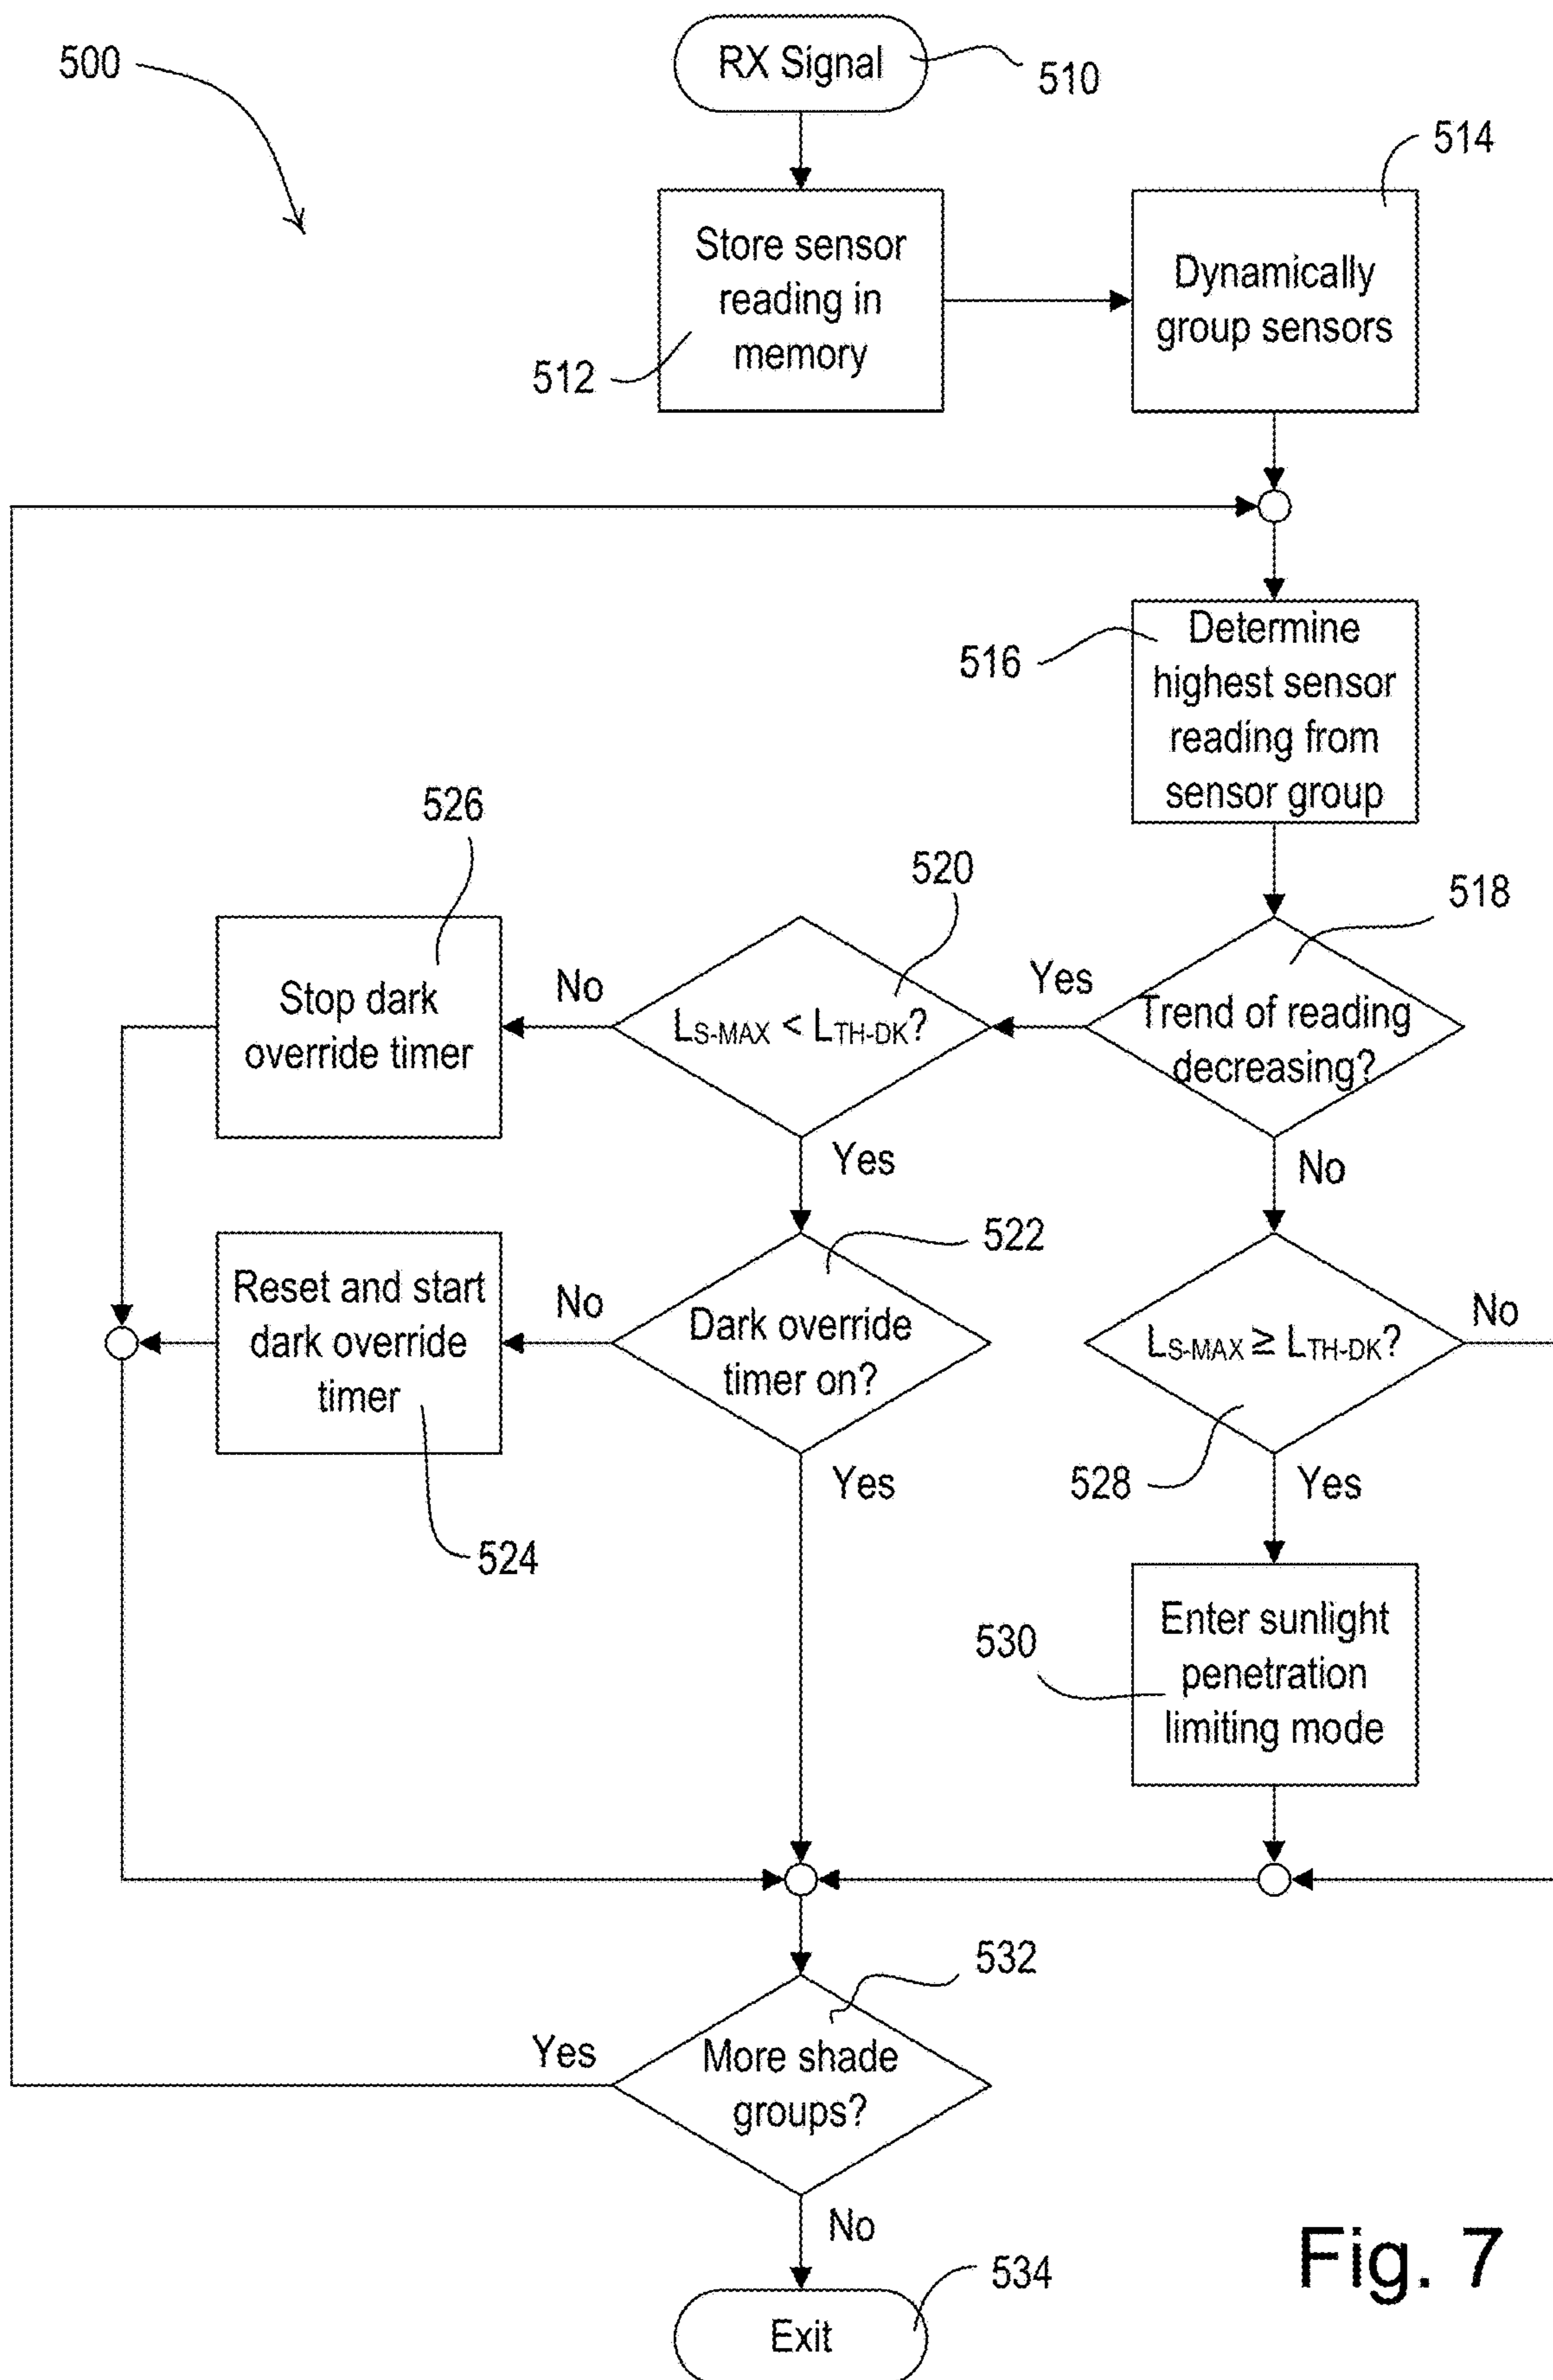 500
RX Signal
510
514
Store sensor
reading in
memory
512
Dynamically
group sensors
516
Determine
highest sensor
reading from
sensor group
526
520
518
Stop dark
override timer
No
LS-MAX < LTH-DK?
Yes
Trend of reading
decreasing?
Yes
No
522
Reset and start
dark override
timer
No
Dark override
timer on?
LS-MAX ≥ LTH-DK?
No
524
Yes
528
Yes
530
Enter sunlight
penetration
limiting mode
532
Yes
More shade
groups?
No
534
Exit
Fig. 7